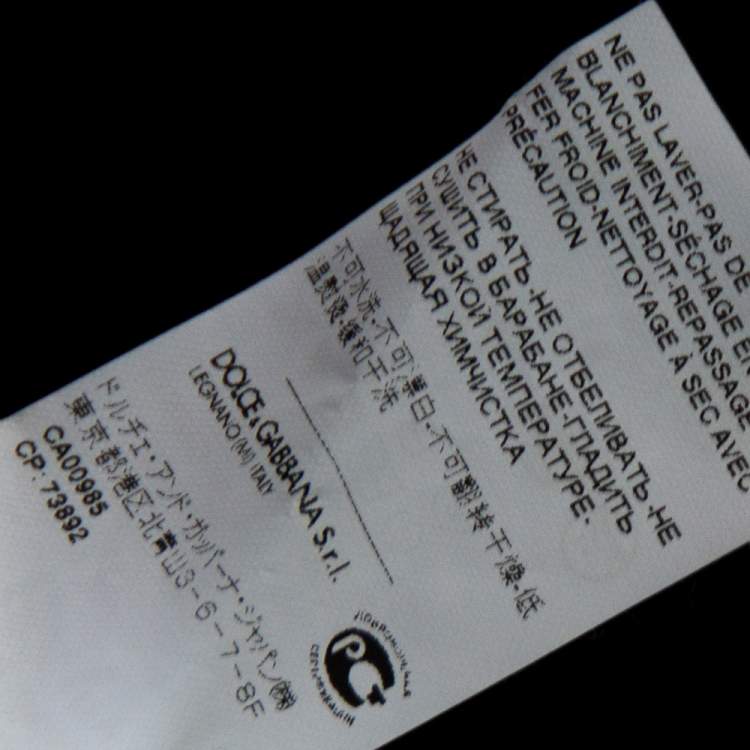 NE PAS LAVER-PAS DE
BLANCHIMENT-SÉCHAGE EN
MACHINE INTERDIT-REPASSAGE
FER FROID-NETTOYAGE À SEC AVEC
PRÉCAUTION
НЕ СТИРАТЬ-НЕ ОТБЕЛИВАТЬ-НЕ
СУШИТЬ В БАРАБАНЕ-ГЛАДИТЬ
ПРИ НИЗКОЙ ТЕМПЕРАТУРЕ-
ЩАДЯЩАЯ ХИМЧИСТКА
不可水洗-不可漂白-不可翻转干燥-低
温熨烫-缓和干洗
DOLCE & GABBANA S.r.l.
LEGNANO (MI) ITALY
ドルチェ・アンド・ガッバーナ・ジャパン(株)
東京都港区北青山3-6-7-8F
CA00985
CP: 73892
РСТ